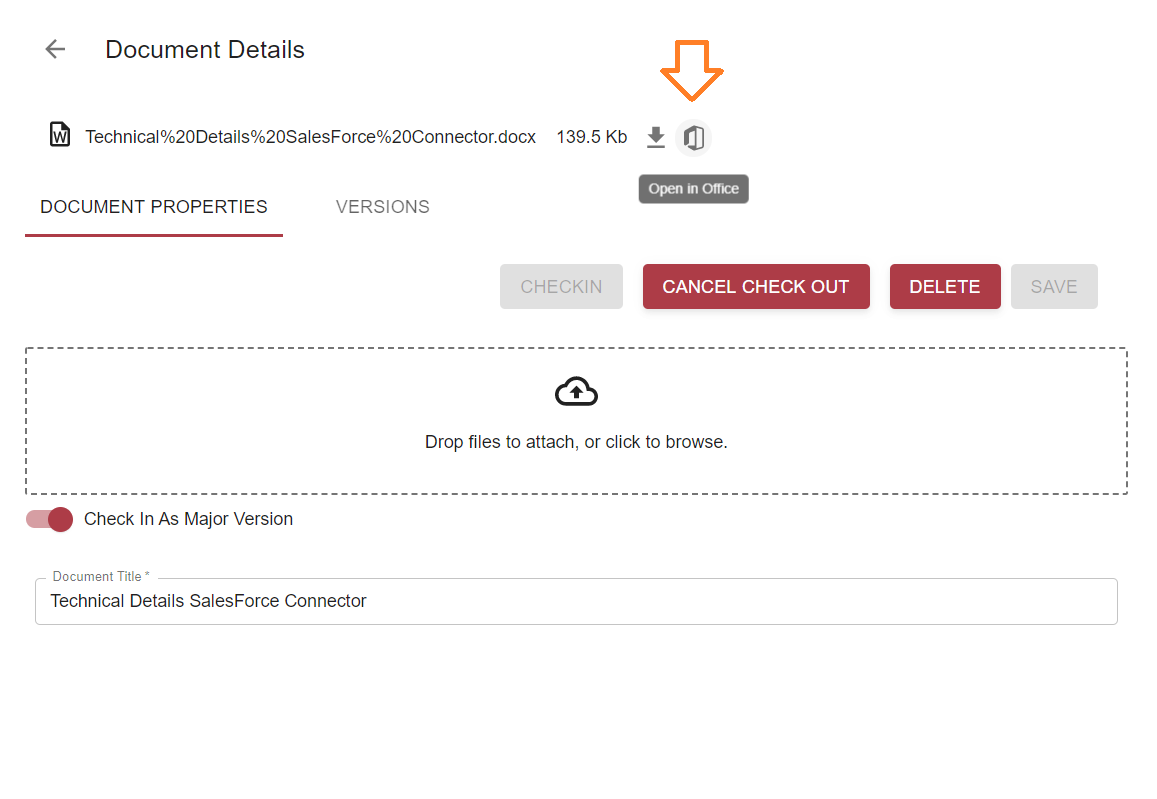 Document Details
W Technical%20Details%20SalesForce%20Connector.docx 139.5 Kb
Open in Office
DOCUMENT PROPERTIES VERSIONS
CHECKIN CANCEL CHECK OUT DELETE SAVE
Drop files to attach, or click to browse.
Check In As Major Version
Document Title *
Technical Details SalesForce Connector